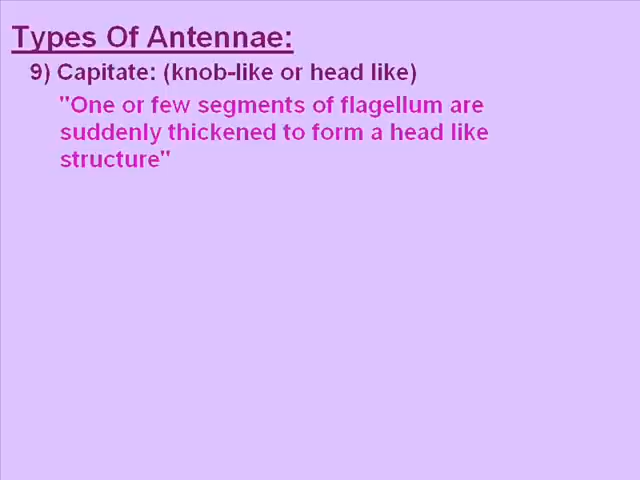 Types Of Antennae:
9) Capitate: (knob-like or head like)
"One or few segments of flagellum are
suddenly thickened to form a head like
structure"